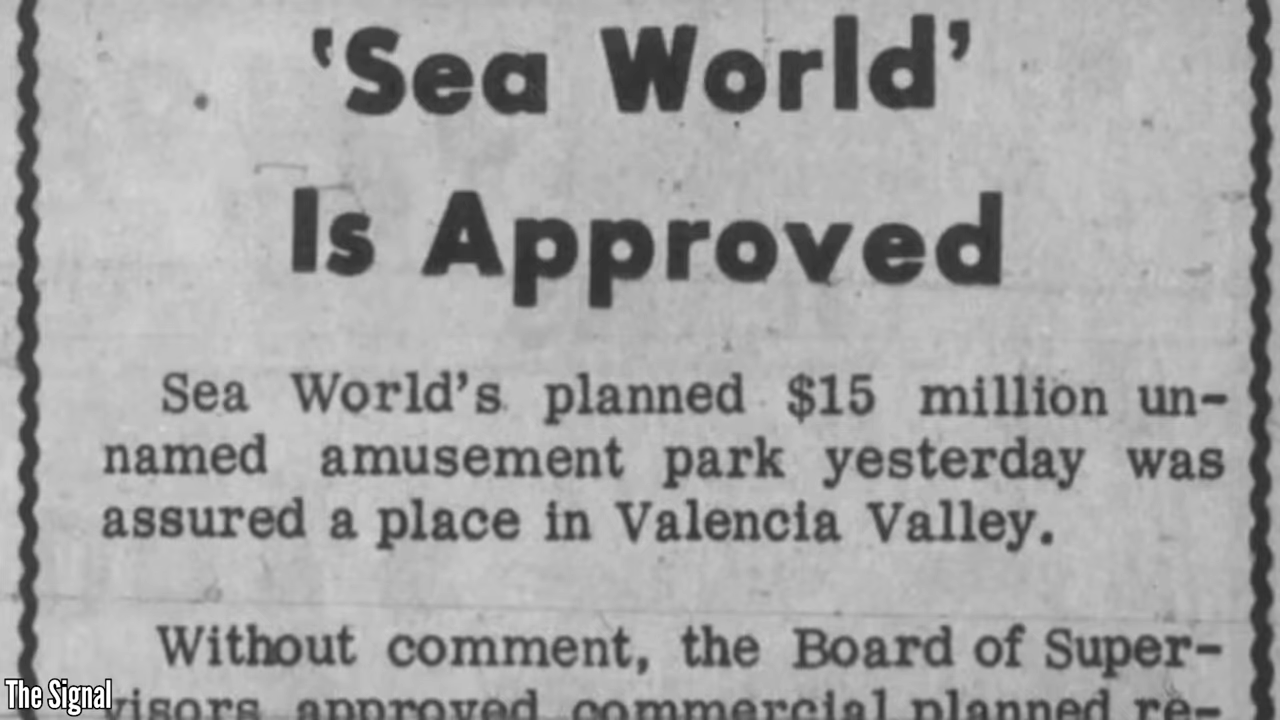 'Sea World'
Is Approved
Sea World's planned $15 million un-
named amusement park yesterday was
assured a place in Valencia Valley.
Without comment, the Board of Super-
visors approved commercial planned re-
The Signal